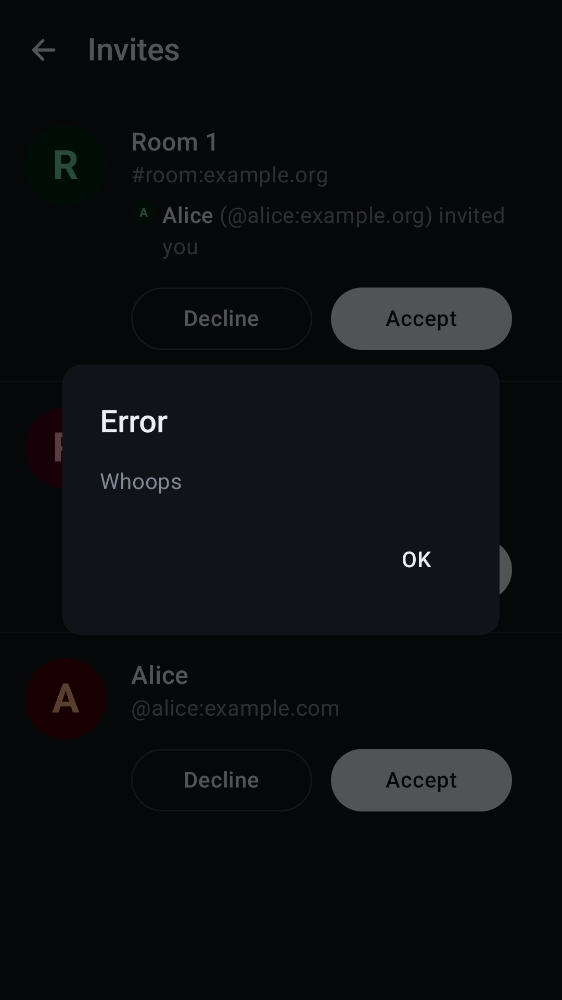 Invites
R
Room 1
#room:example.org
A Alice (@alice:example.org) invited
you
Decline Accept
Error
Whoops
OK
A
Alice
@alice:example.com
Decline Accept